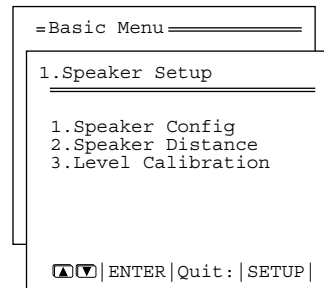 =Basic Menu
1.Speaker Setup
1.Speaker Config
2.Speaker Distance
3.Level Calibration
▲▼|ENTER|Quit:|SETUP|